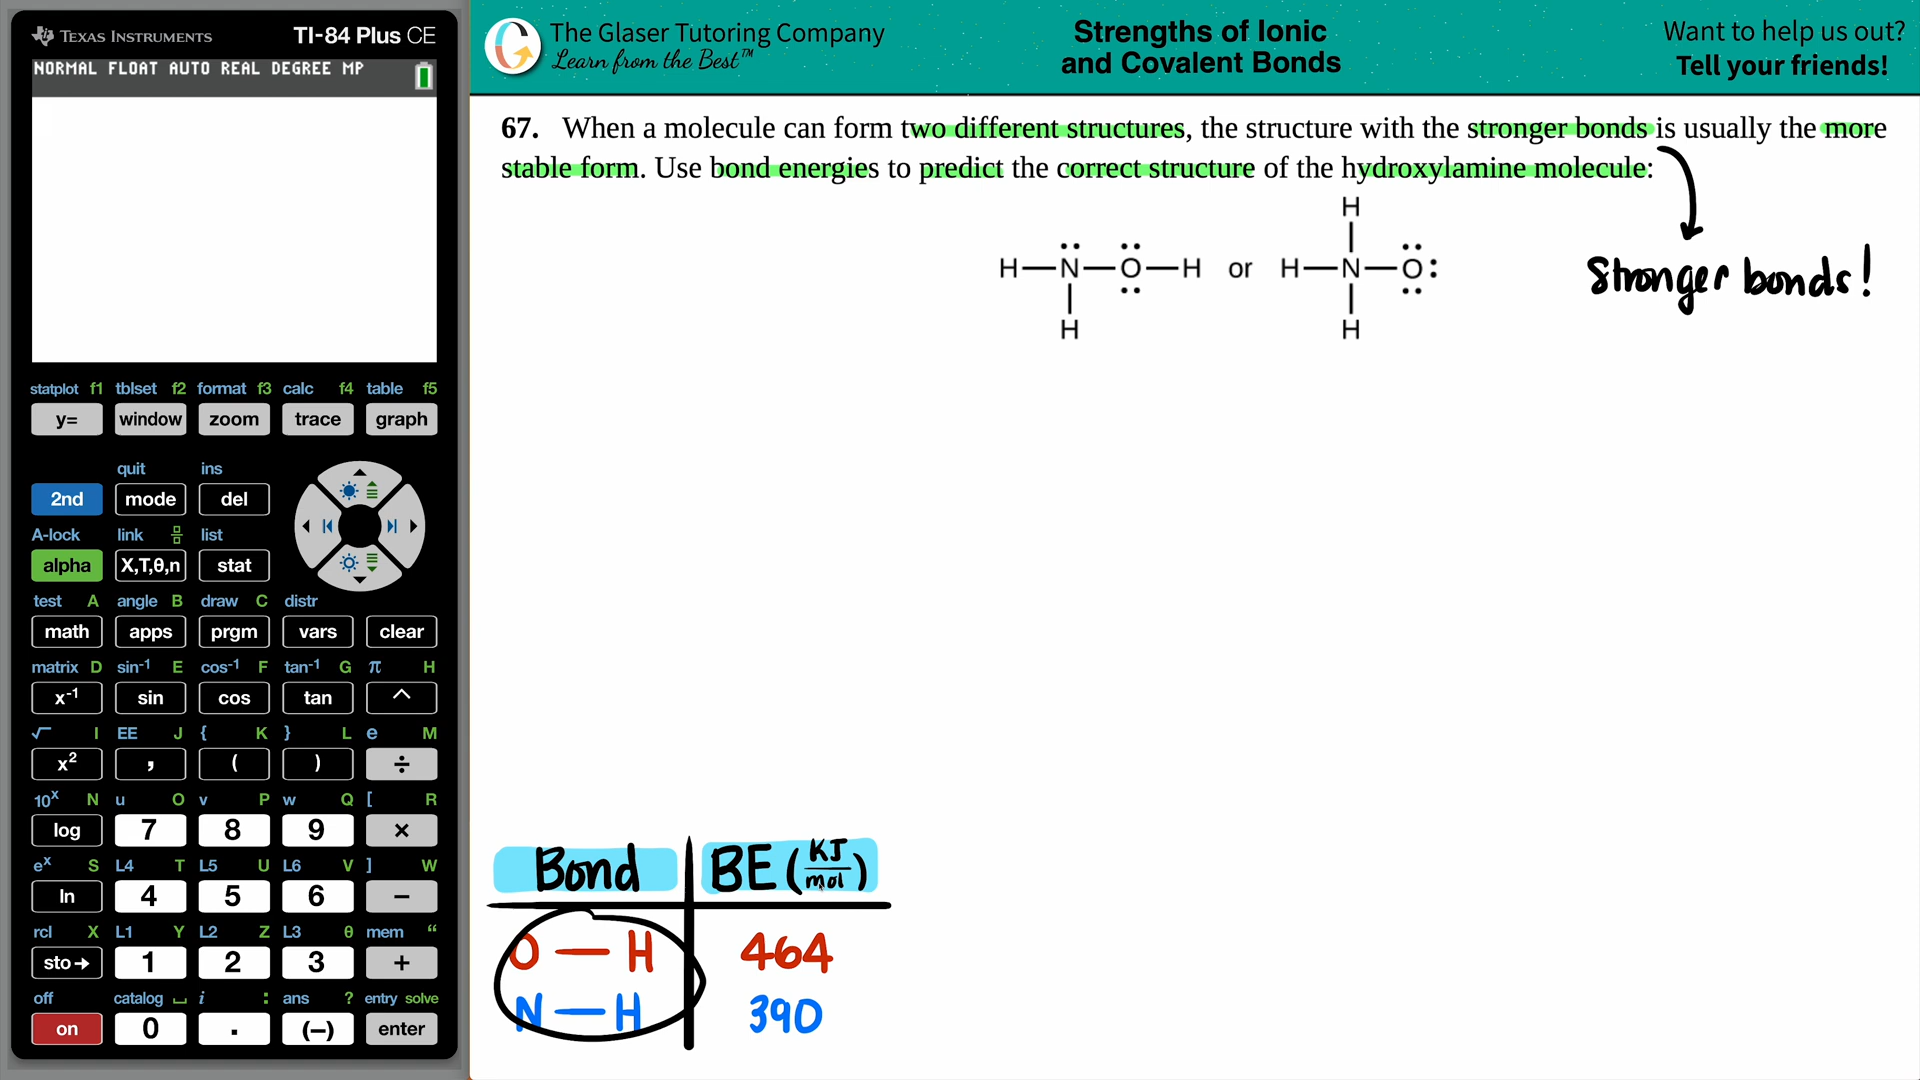 TEXAS INSTRUMENTS TI-84 Plus CE
NORMAL FLOAT AUTO REAL DEGREE MP
statplot f1 tblset f2 format f3 calc f4 table f5
y= window zoom trace graph
quit ins
2nd mode del
A-lock link list
alpha X,T,θ,n stat
test A angle B draw C distr
math apps prgm vars clear
matrix D sin-1 E cos-1 F tan-1 G π H
x-1 sin cos tan ^
√ I EE J { K } L e M
x2 , ( ) ÷
10x N u O v P w Q [ R
log 7 8 9 ×
ex S L4 T L5 U L6 V ] W
ln 4 5 6 −
rcl X L1 Y L2 Z L3 θ mem “
sto→ 1 2 3 +
off catalog ⎵ i : ans ? entry solve
on 0 . (−) enter
The Glaser Tutoring Company
Learn from the Best™
Strengths of Ionic
and Covalent Bonds
Want to help us out?
Tell your friends!
67. When a molecule can form two different structures, the structure with the stronger bonds is usually the more
stable form. Use bond energies to predict the correct structure of the hydroxylamine molecule:
H
H—N—O—H or H—N—O:
H H
Stronger bonds!
Bond BE (KJ/mol)
O — H 464
N — H 390